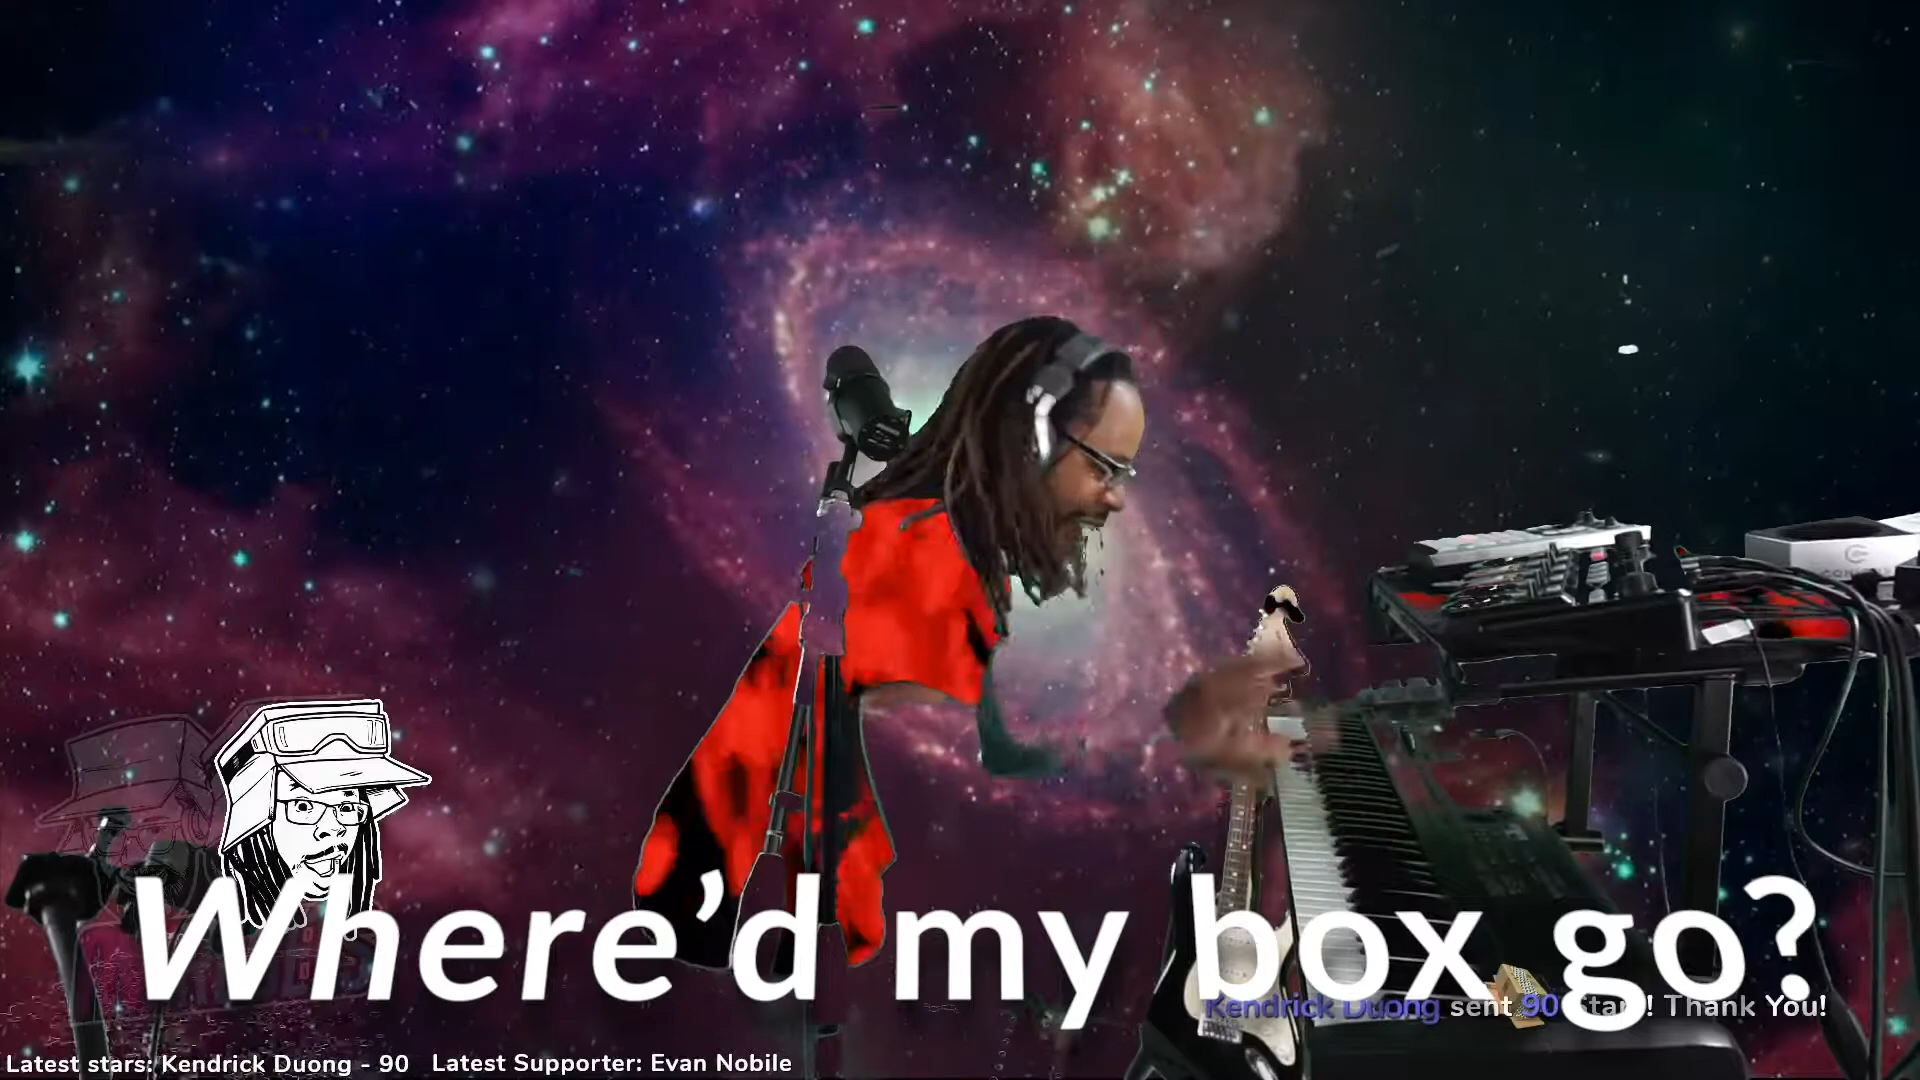 Where’d my box go?
Kendrick Duong sent 90 Stars! Thank You!
Latest stars: Kendrick Duong - 90 Latest Supporter: Evan Nobile